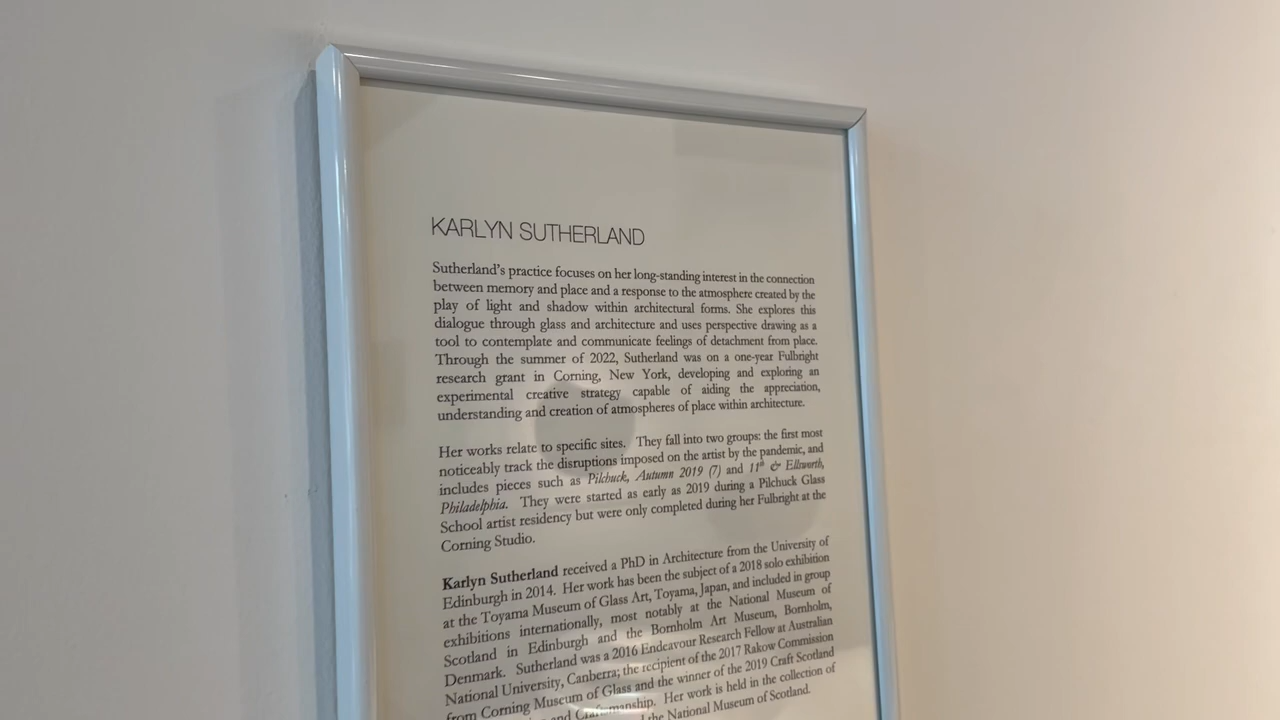 KARLYN SUTHERLAND
Sutherland's practice focuses on her long-standing interest in the connection
between memory and place and a response to the atmosphere created by the
play of light and shadow within architectural forms. She explores this
dialogue through glass and architecture and uses perspective drawing as a
tool to contemplate and communicate feelings of detachment from place.
Through the summer of 2022, Sutherland was on a one-year Fulbright
research grant in Corning, New York, developing and exploring an
experimental creative strategy capable of aiding the appreciation,
understanding and creation of atmospheres of place within architecture.
Her works relate to specific sites. They fall into two groups: the first most
noticeably track the disruptions imposed on the artist by the pandemic, and
includes pieces such as Pilchuck, Autumn 2019 (7) and 11th & Ellsworth,
Philadelphia. They were started as early as 2019 during a Pilchuck Glass
School artist residency but were only completed during her Fulbright at the
Corning Studio.
Karlyn Sutherland received a PhD in Architecture from the University of
Edinburgh in 2014. Her work has been the subject of a 2018 solo exhibition
at the Toyama Museum of Glass Art, Toyama, Japan, and included in group
exhibitions internationally, most notably at the National Museum of
Scotland in Edinburgh and the Bornholm Art Museum, Bornholm,
Denmark. Sutherland was a 2016 Endeavour Research Fellow at Australian
National University, Canberra; the recipient of the 2017 Rakow Commission
from Corning Museum of Glass and the winner of the 2019 Craft Scotland
and Craftsmanship. Her work is held in the collection of
the National Museum of Scotland.